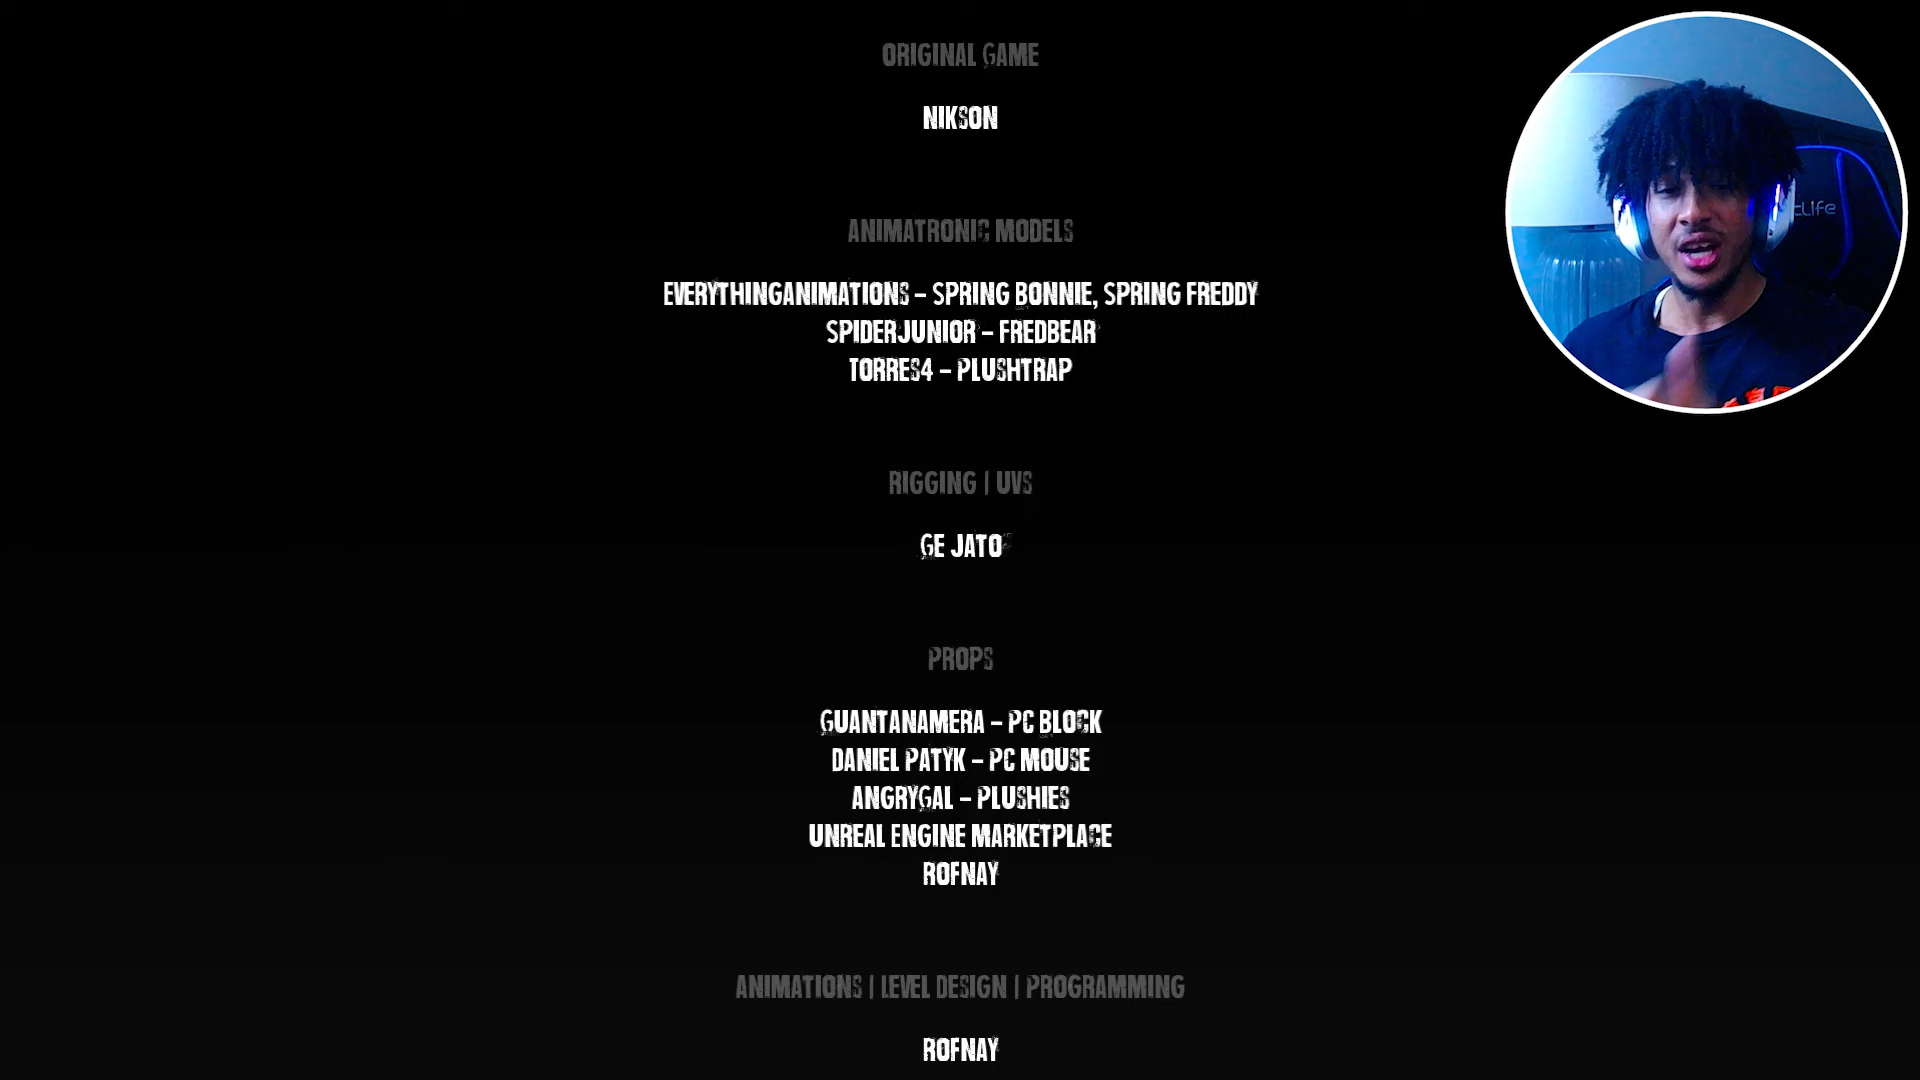 ORIGINAL GAME
NIKSON
ANIMATRONIC MODELS
EVERYTHINGANIMATIONS – SPRING BONNIE, SPRING FREDDY
SPIDERJUNIOR – FREDBEAR
TORRES4 – PLUSHTRAP
RIGGING | UVS
GE JATO
PROPS
GUANTANAMERA – PC BLOCK
DANIEL PATYK – PC MOUSE
ANGRYGAL – PLUSHIES
UNREAL ENGINE MARKETPLACE
ROFNAY
ANIMATIONS | LEVEL DESIGN | PROGRAMMING
ROFNAY